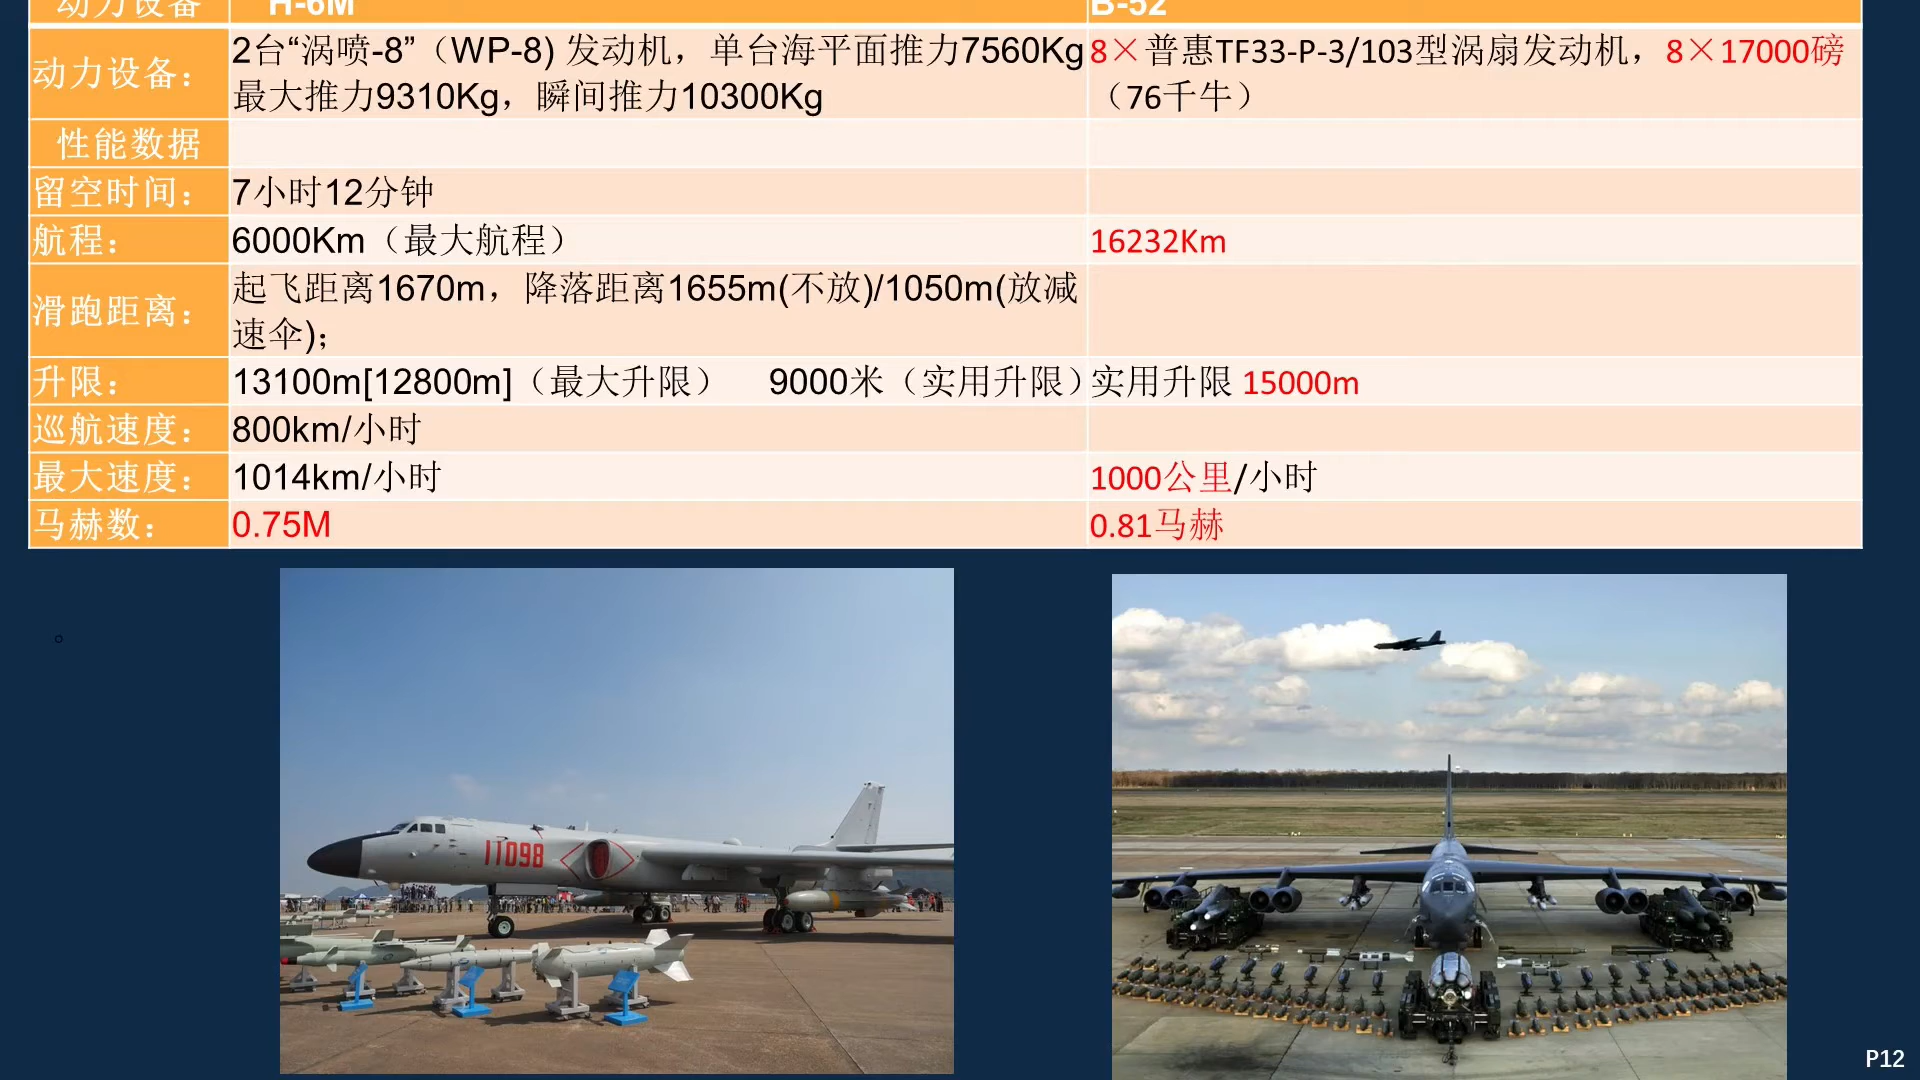 动力设备 H-6M B-52
动力设备： 2台“涡喷-8”（WP-8) 发动机，单台海平面推力7560Kg 8×普惠TF33-P-3/103型涡扇发动机，8×17000磅
最大推力9310Kg，瞬间推力10300Kg （76千牛）
性能数据
留空时间： 7小时12分钟
航程： 6000Km（最大航程） 16232Km
滑跑距离： 起飞距离1670m，降落距离1655m(不放)/1050m(放减
速伞)；
升限： 13100m[12800m]（最大升限） 9000米（实用升限） 实用升限 15000m
巡航速度： 800km/小时
最大速度： 1014km/小时 1000公里/小时
马赫数： 0.75M 0.81马赫
。
11098
P12